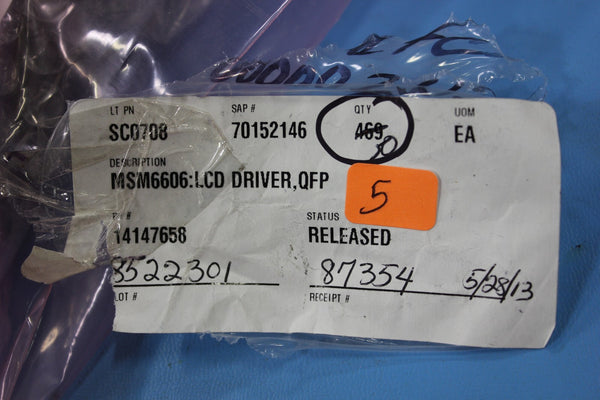 LT PN SAP # QTY UOM
SC0708 70152146 469 EA
50
DESCRIPTION
MSM6606:LCD DRIVER,QFP
5
# STATUS
14147658 RELEASED
8522301 87354 5/28/13
LOT # RECEIPT #